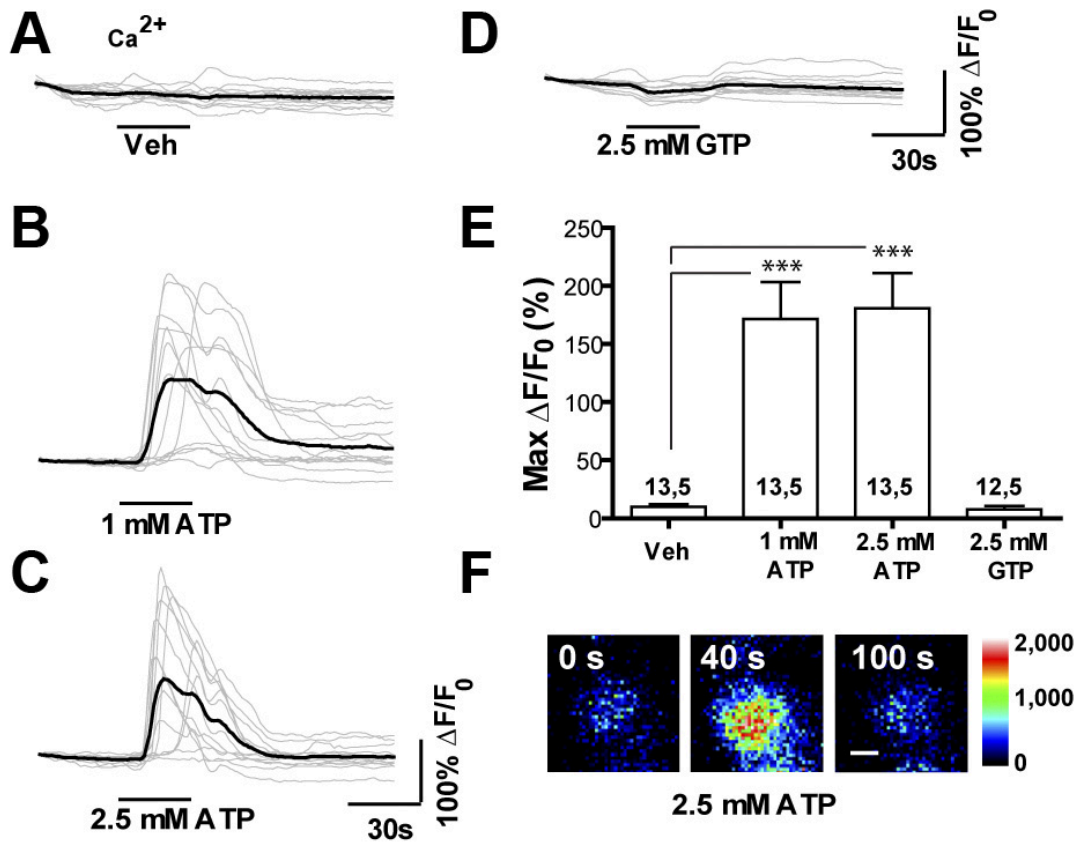 A
Ca2+
Veh
D
2.5 mM GTP
30s
100% ΔF/F0
B
1 mM ATP
C
2.5 mM ATP
30s
100% ΔF/F0
E
Max ΔF/F0 (%)
250
200
150
100
50
0
***
***
13,5
13,5
13,5
12,5
Veh
1 mM
ATP
2.5 mM
ATP
2.5 mM
GTP
F
0 s
40 s
100 s
2,000
1,000
0
2.5 mM ATP